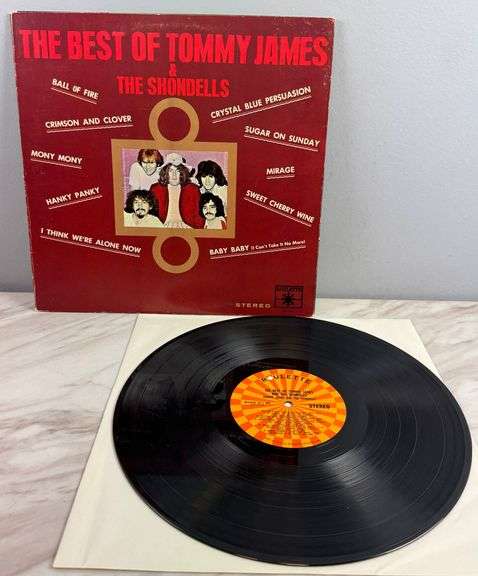 THE BEST OF TOMMY JAMES
&
THE SHONDELLS
BALL OF FIRE
CRIMSON AND CLOVER
MONY MONY
HANKY PANKY
I THINK WE'RE ALONE NOW
CRYSTAL BLUE PERSUASION
SUGAR ON SUNDAY
MIRAGE
SWEET CHERRY WINE
BABY BABY (I Can't Take It No More)
STEREO
ROULETTE
ROULETTE
STEREO